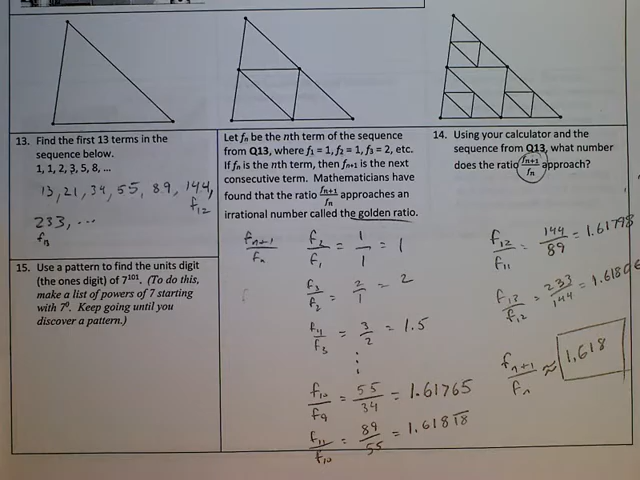 13. Find the first 13 terms in the
sequence below.
1, 1, 2, 3, 5, 8, ...
13, 21, 34, 55, 89, 144,
f12
233, ...
f13
Let fn be the nth term of the sequence
from Q13, where f1 = 1, f2 = 1, f3 = 2, etc.
If fn is the nth term, then fn+1 is the next
consecutive term. Mathematicians have
found that the ratio fn+1/fn approaches an
irrational number called the golden ratio.
fn+1/fn f2/f1 = 1/1 = 1
f3/f2 = 2/1 = 2
f4/f3 = 3/2 = 1.5
⋮
f10/f9 = 55/34 = 1.61765
f11/f10 = 89/55 = 1.618 1̅8̅
14. Using your calculator and the
sequence from Q13, what number
does the ratio fn+1/fn approach?
f12/f11 = 144/89 = 1.61798
f13/f12 = 233/144 = 1.61806
fn+1/fn ≈ 1.618
15. Use a pattern to find the units digit
(the ones digit) of 7^101. (To do this,
make a list of powers of 7 starting
with 7^0. Keep going until you
discover a pattern.)